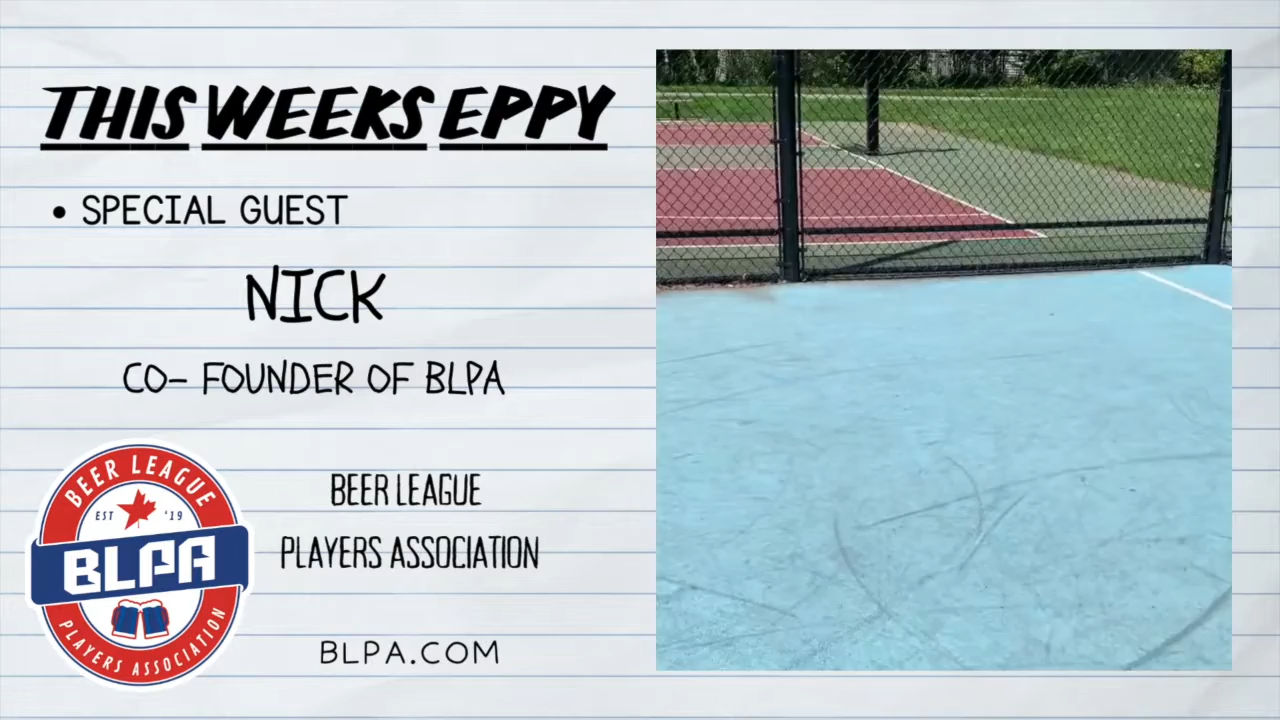 THIS WEEKS EPPY
• SPECIAL GUEST
NICK
CO- FOUNDER OF BLPA
BEER LEAGUE
EST '19
BLPA
PLAYERS ASSOCIATION
BEER LEAGUE
PLAYERS ASSOCIATION
BLPA.COM